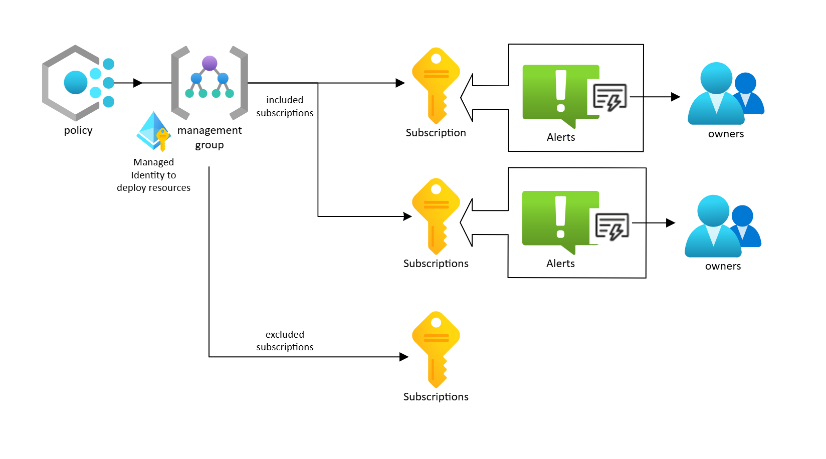 policy
management
group
Managed
Identity to
deploy resources
included
subscriptions
Subscription
Alerts
owners
Subscriptions
Alerts
owners
excluded
subscriptions
Subscriptions